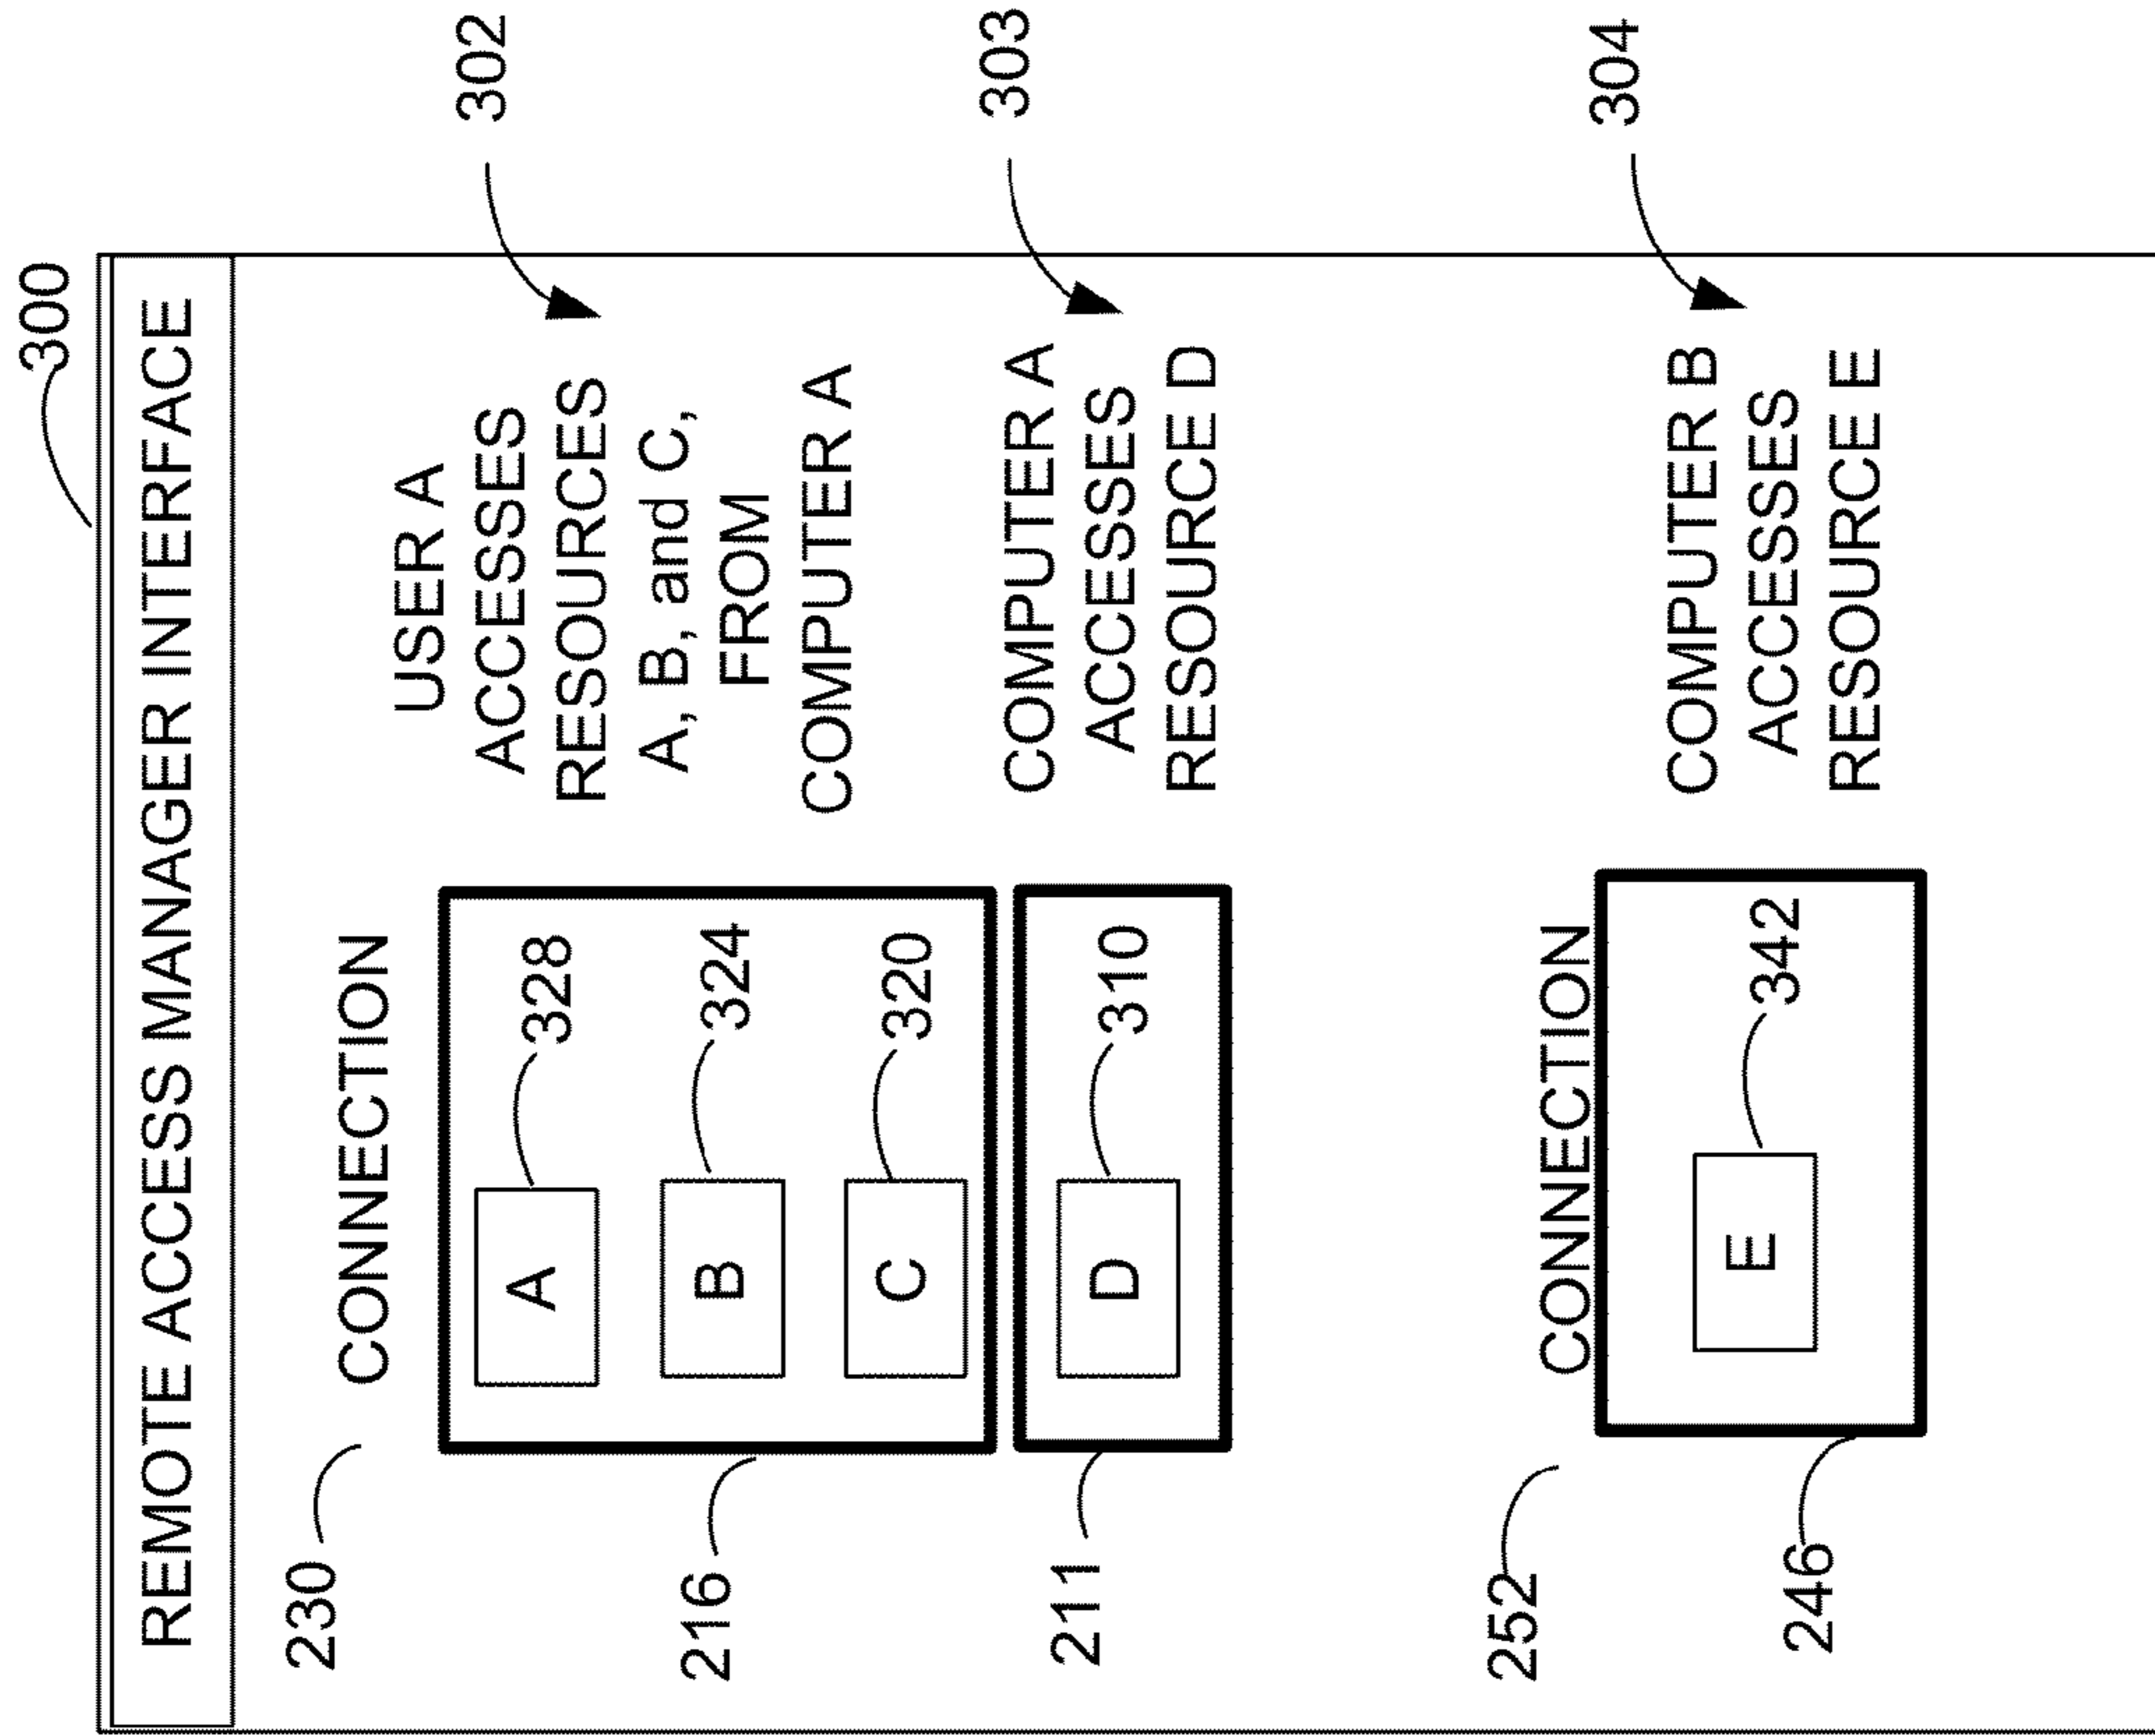 300
REMOTE ACCESS MANAGER INTERFACE
230
CONNECTION
216
A
328
B
324
C
320
USER A
ACCESSES
RESOURCES
A, B, and C,
FROM
COMPUTER A
302
211
D
310
COMPUTER A
ACCESSES
RESOURCE D
303
252
CONNECTION
246
E
342
COMPUTER B
ACCESSES
RESOURCE E
304